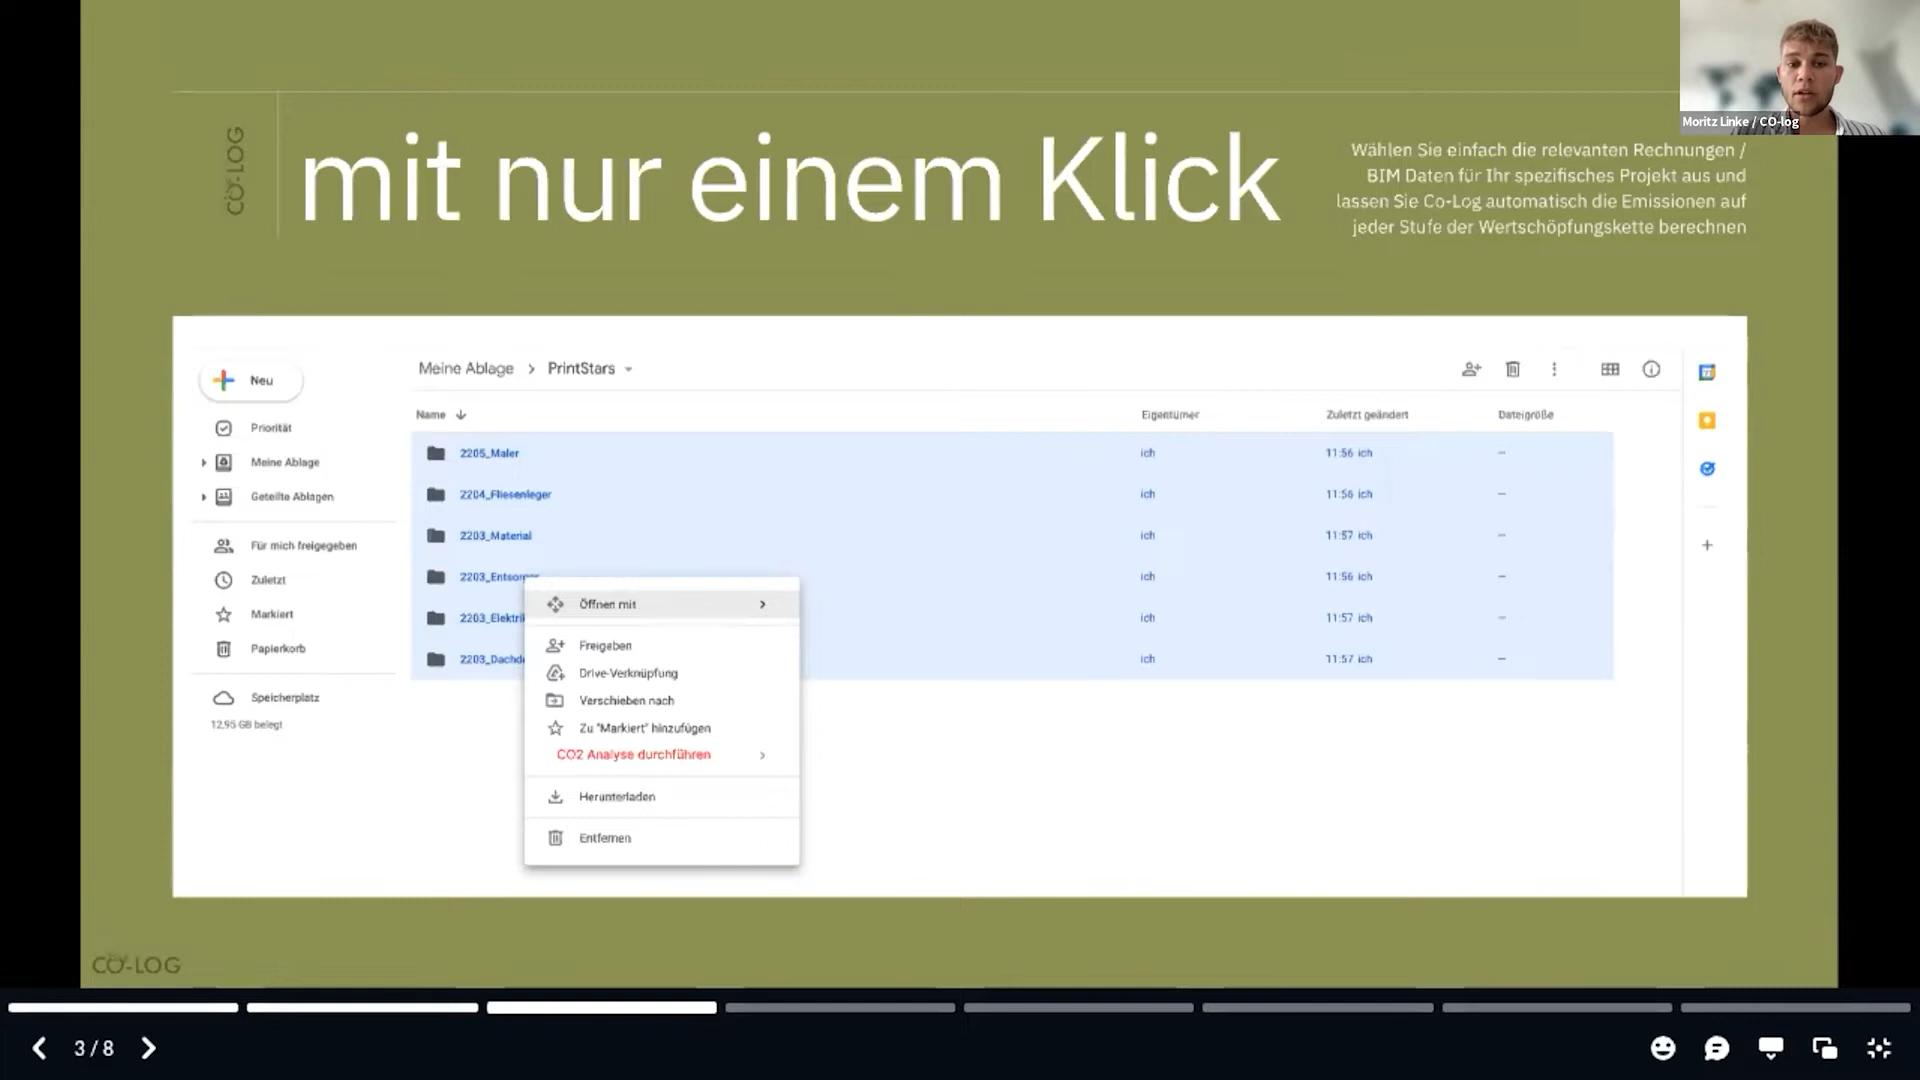 Moritz Linke / CO-log
CO-LOG
mit nur einem Klick
Wählen Sie einfach die relevanten Rechnungen /
BIM Daten für Ihr spezifisches Projekt aus und
lassen Sie Co-Log automatisch die Emissionen auf
jeder Stufe der Wertschöpfungskette berechnen
Neu
Priorität
Meine Ablage
Geteilte Ablagen
Für mich freigegeben
Zuletzt
Markiert
Papierkorb
Speicherplatz
12,95 GB belegt
Meine Ablage > PrintStars
Name Eigentümer Zuletzt geändert Dateigröße
2205_Maler ich 11:56 ich –
2204_Fliesenleger ich 11:56 ich –
2203_Material ich 11:57 ich –
2203_Entsorger ich 11:56 ich –
2203_Elektrik ich 11:57 ich –
2203_Dachd ich 11:57 ich –
Öffnen mit
Freigeben
Drive-Verknüpfung
Verschieben nach
Zu "Markiert" hinzufügen
CO2 Analyse durchführen
Herunterladen
Entfernen
CO-LOG
3 / 8